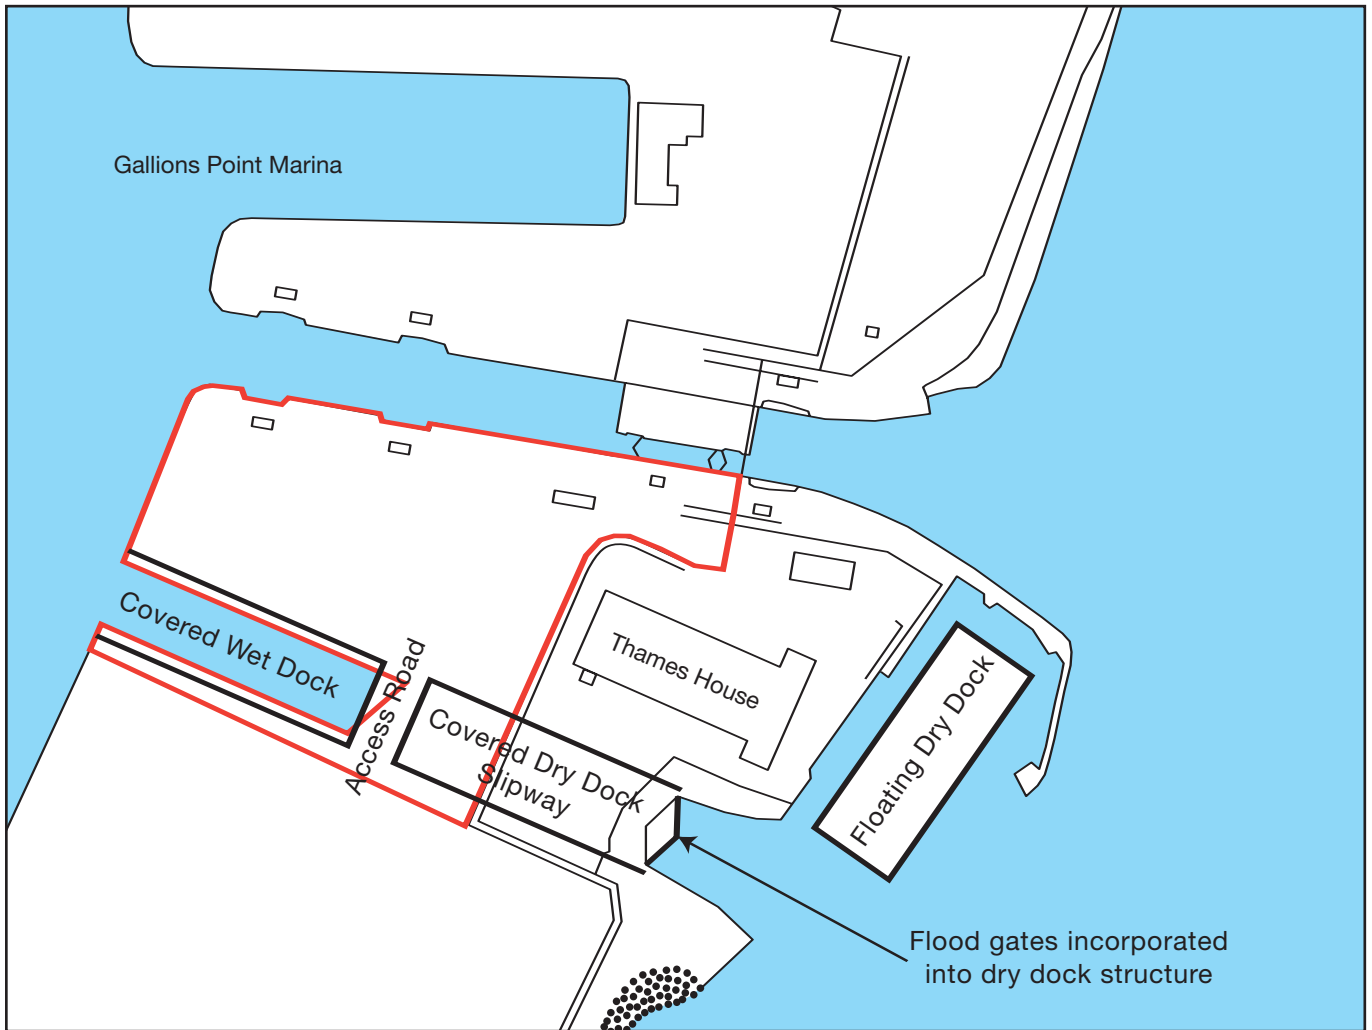 Gallions Point Marina
Covered Wet Dock
Access Road
Thames House
Covered Dry Dock
Slipway
Floating Dry Dock
Flood gates incorporated
into dry dock structure